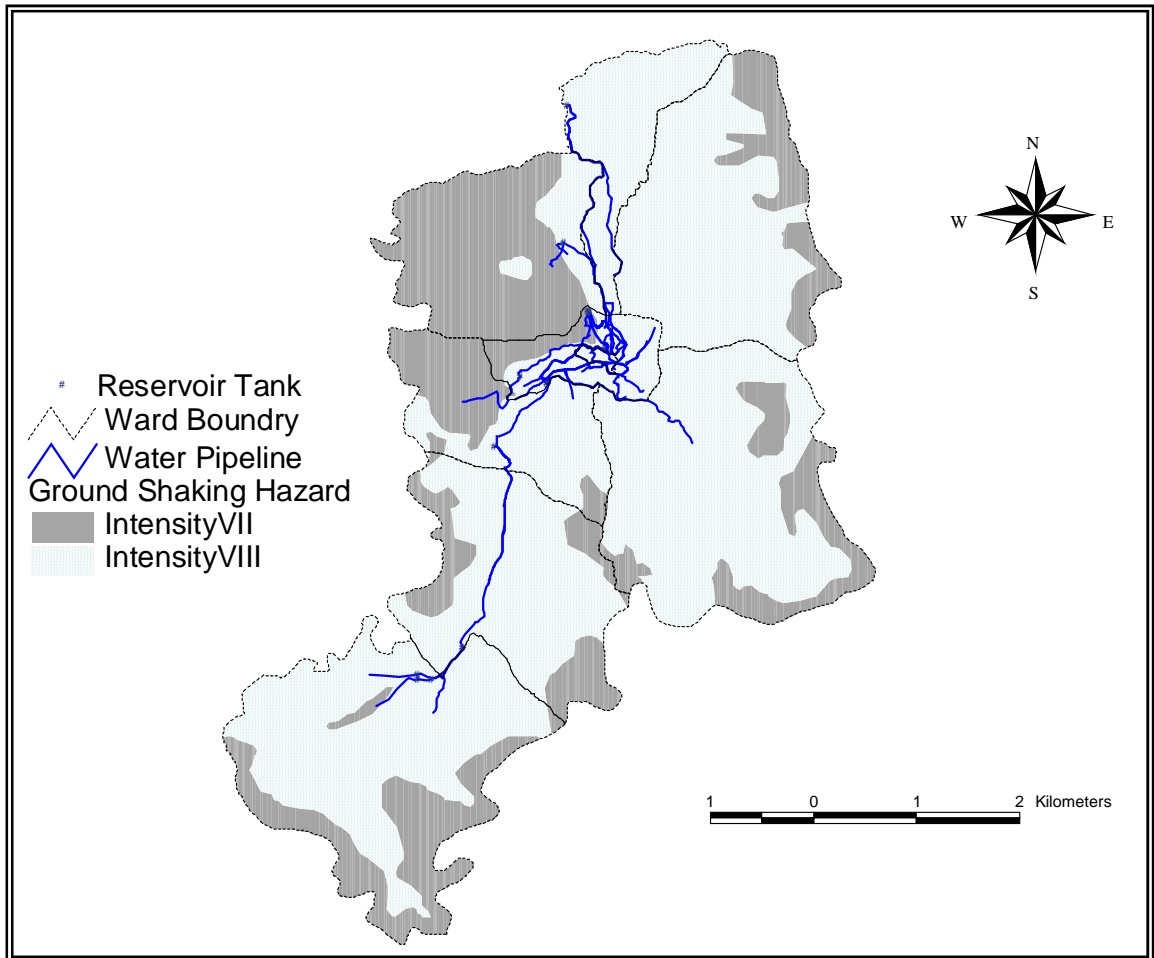 N
W E
S
Reservoir Tank
Ward Boundry
Water Pipeline
Ground Shaking Hazard
IntensityVII
IntensityVIII
1 0 1 2 Kilometers